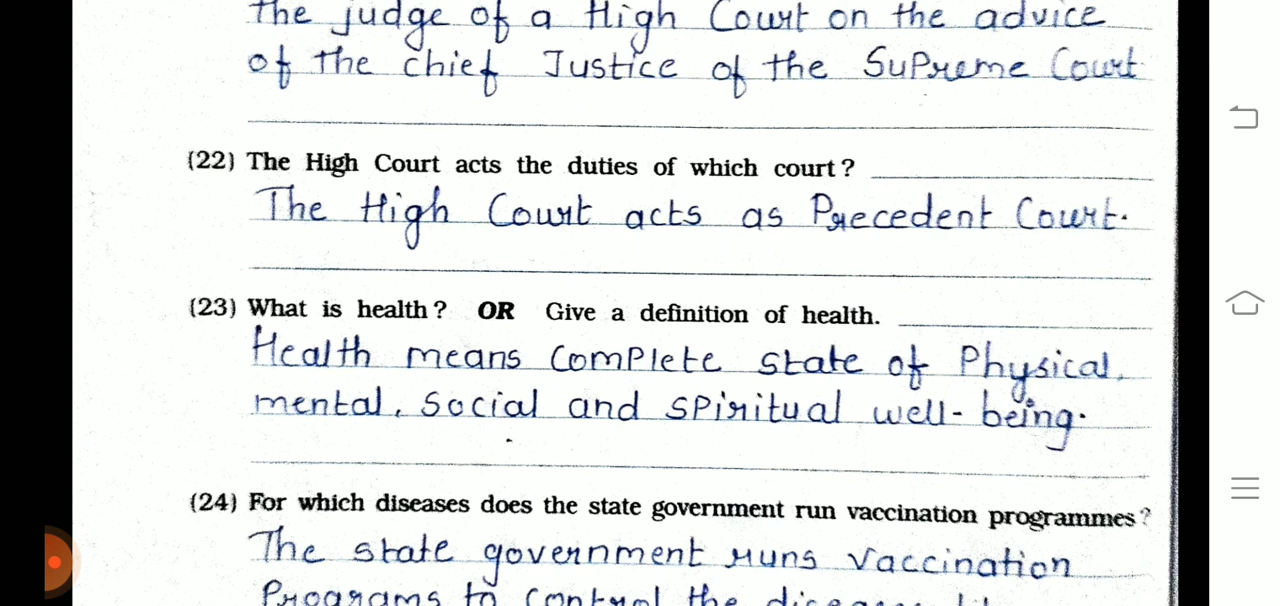 the judge of a High Court on the advice
of the chief Justice of the Supreme Court
(22) The High Court acts the duties of which court?
The High Court acts as Precedent Court.
(23) What is health? OR Give a definition of health.
Health means complete state of Physical,
mental, social and spiritual well-being.
(24) For which diseases does the state government run vaccination programmes?
The state government runs vaccination
Programs to control the